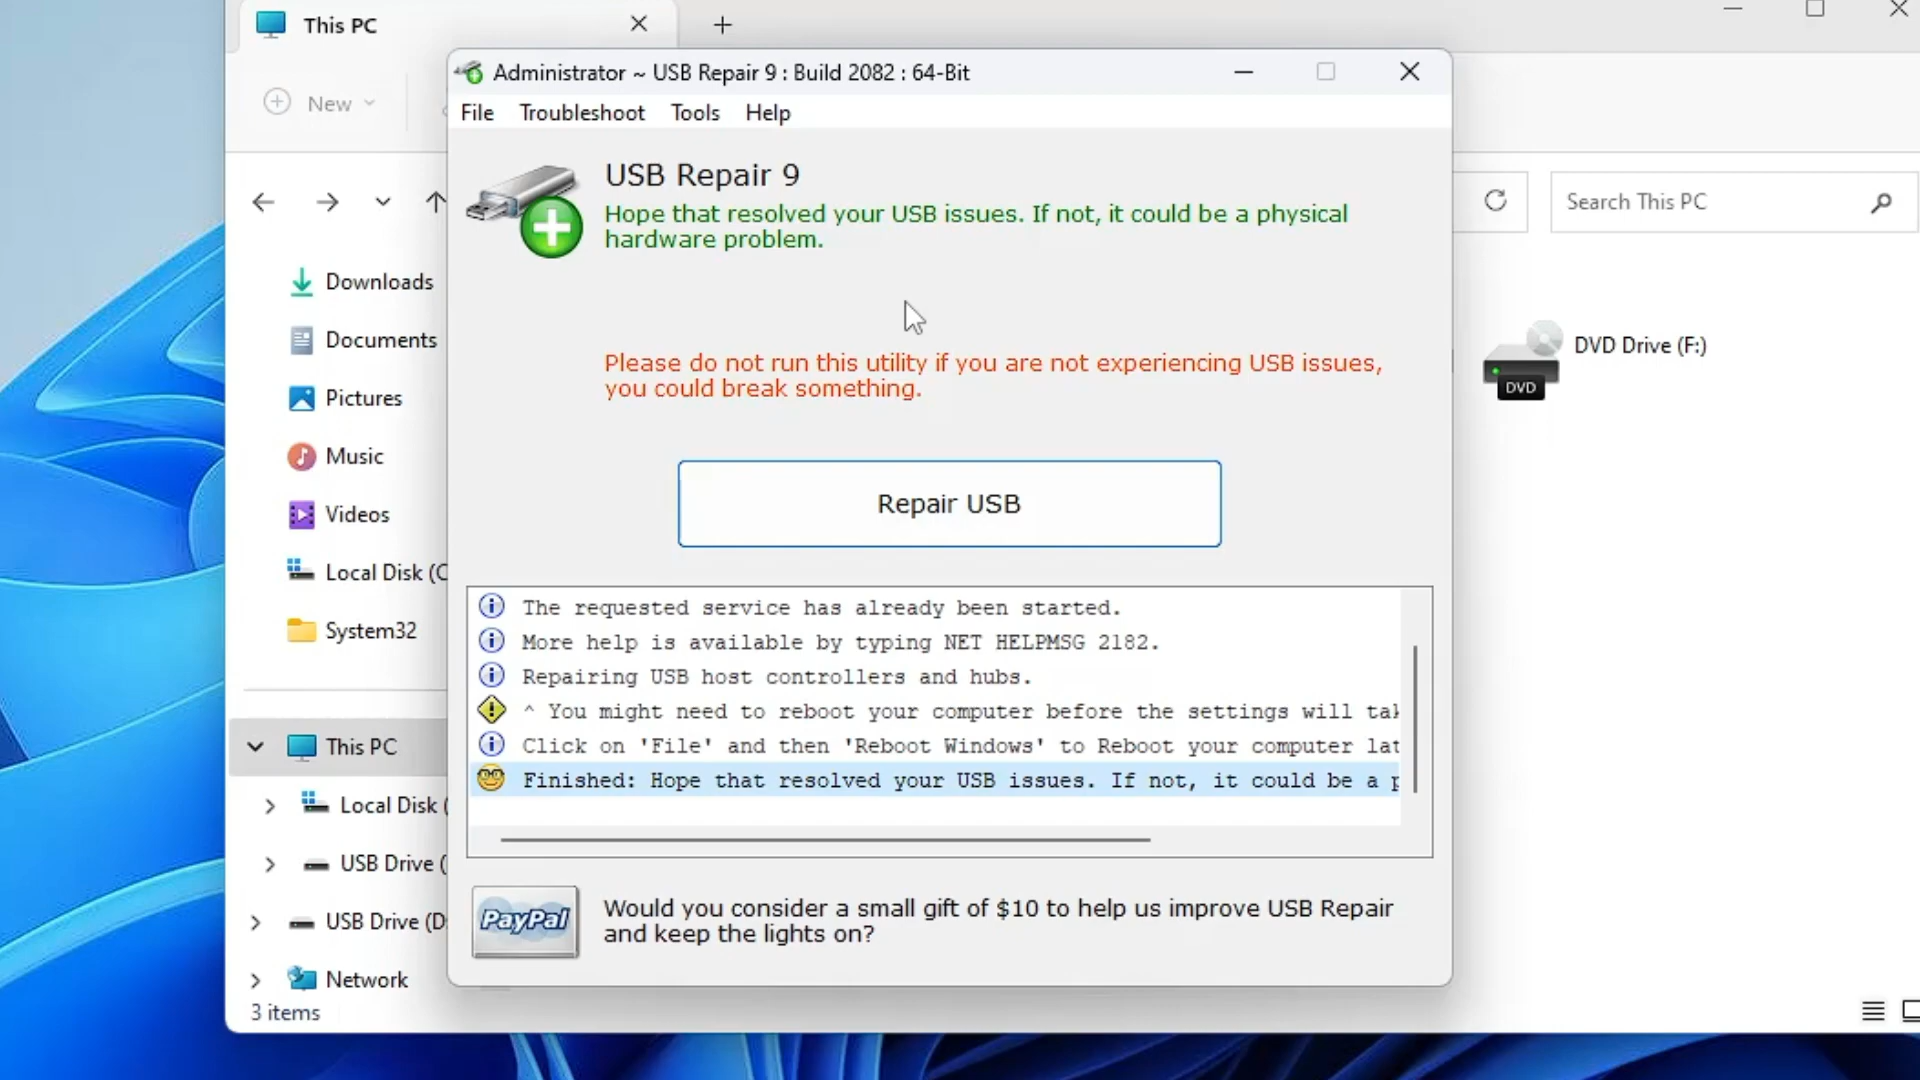 This PC
New
Search This PC
Downloads
Documents
Pictures
Music
Videos
Local Disk (C
System32
This PC
Local Disk (
USB Drive (
USB Drive (D
Network
3 items
DVD Drive (F:)
DVD
Administrator ~ USB Repair 9 : Build 2082 : 64-Bit
File Troubleshoot Tools Help
USB Repair 9
Hope that resolved your USB issues. If not, it could be a physical
hardware problem.
Please do not run this utility if you are not experiencing USB issues,
you could break something.
Repair USB
The requested service has already been started.
More help is available by typing NET HELPMSG 2182.
Repairing USB host controllers and hubs.
^ You might need to reboot your computer before the settings will tak
Click on 'File' and then 'Reboot Windows' to Reboot your computer lat
Finished: Hope that resolved your USB issues. If not, it could be a p
PayPal
Would you consider a small gift of $10 to help us improve USB Repair
and keep the lights on?